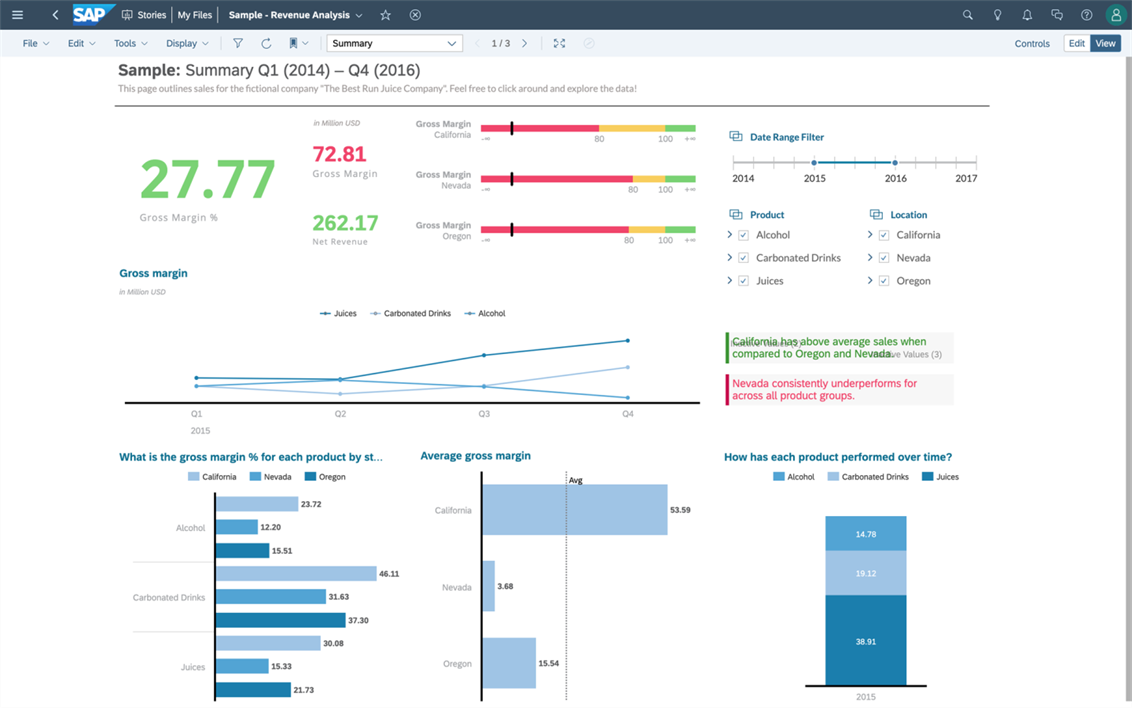 SAP Stories My Files Sample - Revenue Analysis
File Edit Tools Display Summary 1 / 3 Controls Edit View
Sample: Summary Q1 (2014) – Q4 (2016)
This page outlines sales for the fictional company "The Best Run Juice Company". Feel free to click around and explore the data!
27.77
Gross Margin %
in Million USD
72.81
Gross Margin
262.17
Net Revenue
Gross Margin
California
-∞ 80 100 +∞
Gross Margin
Nevada
-∞ 80 100 +∞
Gross Margin
Oregon
-∞ 80 100 +∞
Date Range Filter
2014 2015 2016 2017
Product
Alcohol
Carbonated Drinks
Juices
Location
California
Nevada
Oregon
Gross margin
in Million USD
Juices Carbonated Drinks Alcohol
Q1 Q2 Q3 Q4
2015
California has above average sales when
compared to Oregon and Nevada.
Values (3)
Nevada consistently underperforms for
across all product groups.
What is the gross margin % for each product by st...
California Nevada Oregon
Alcohol
23.72
12.20
15.51
Carbonated Drinks
46.11
31.63
37.30
Juices
30.08
15.33
21.73
Average gross margin
Avg
California 53.59
Nevada 3.68
Oregon 15.54
How has each product performed over time?
Alcohol Carbonated Drinks Juices
14.78
19.12
38.91
2015